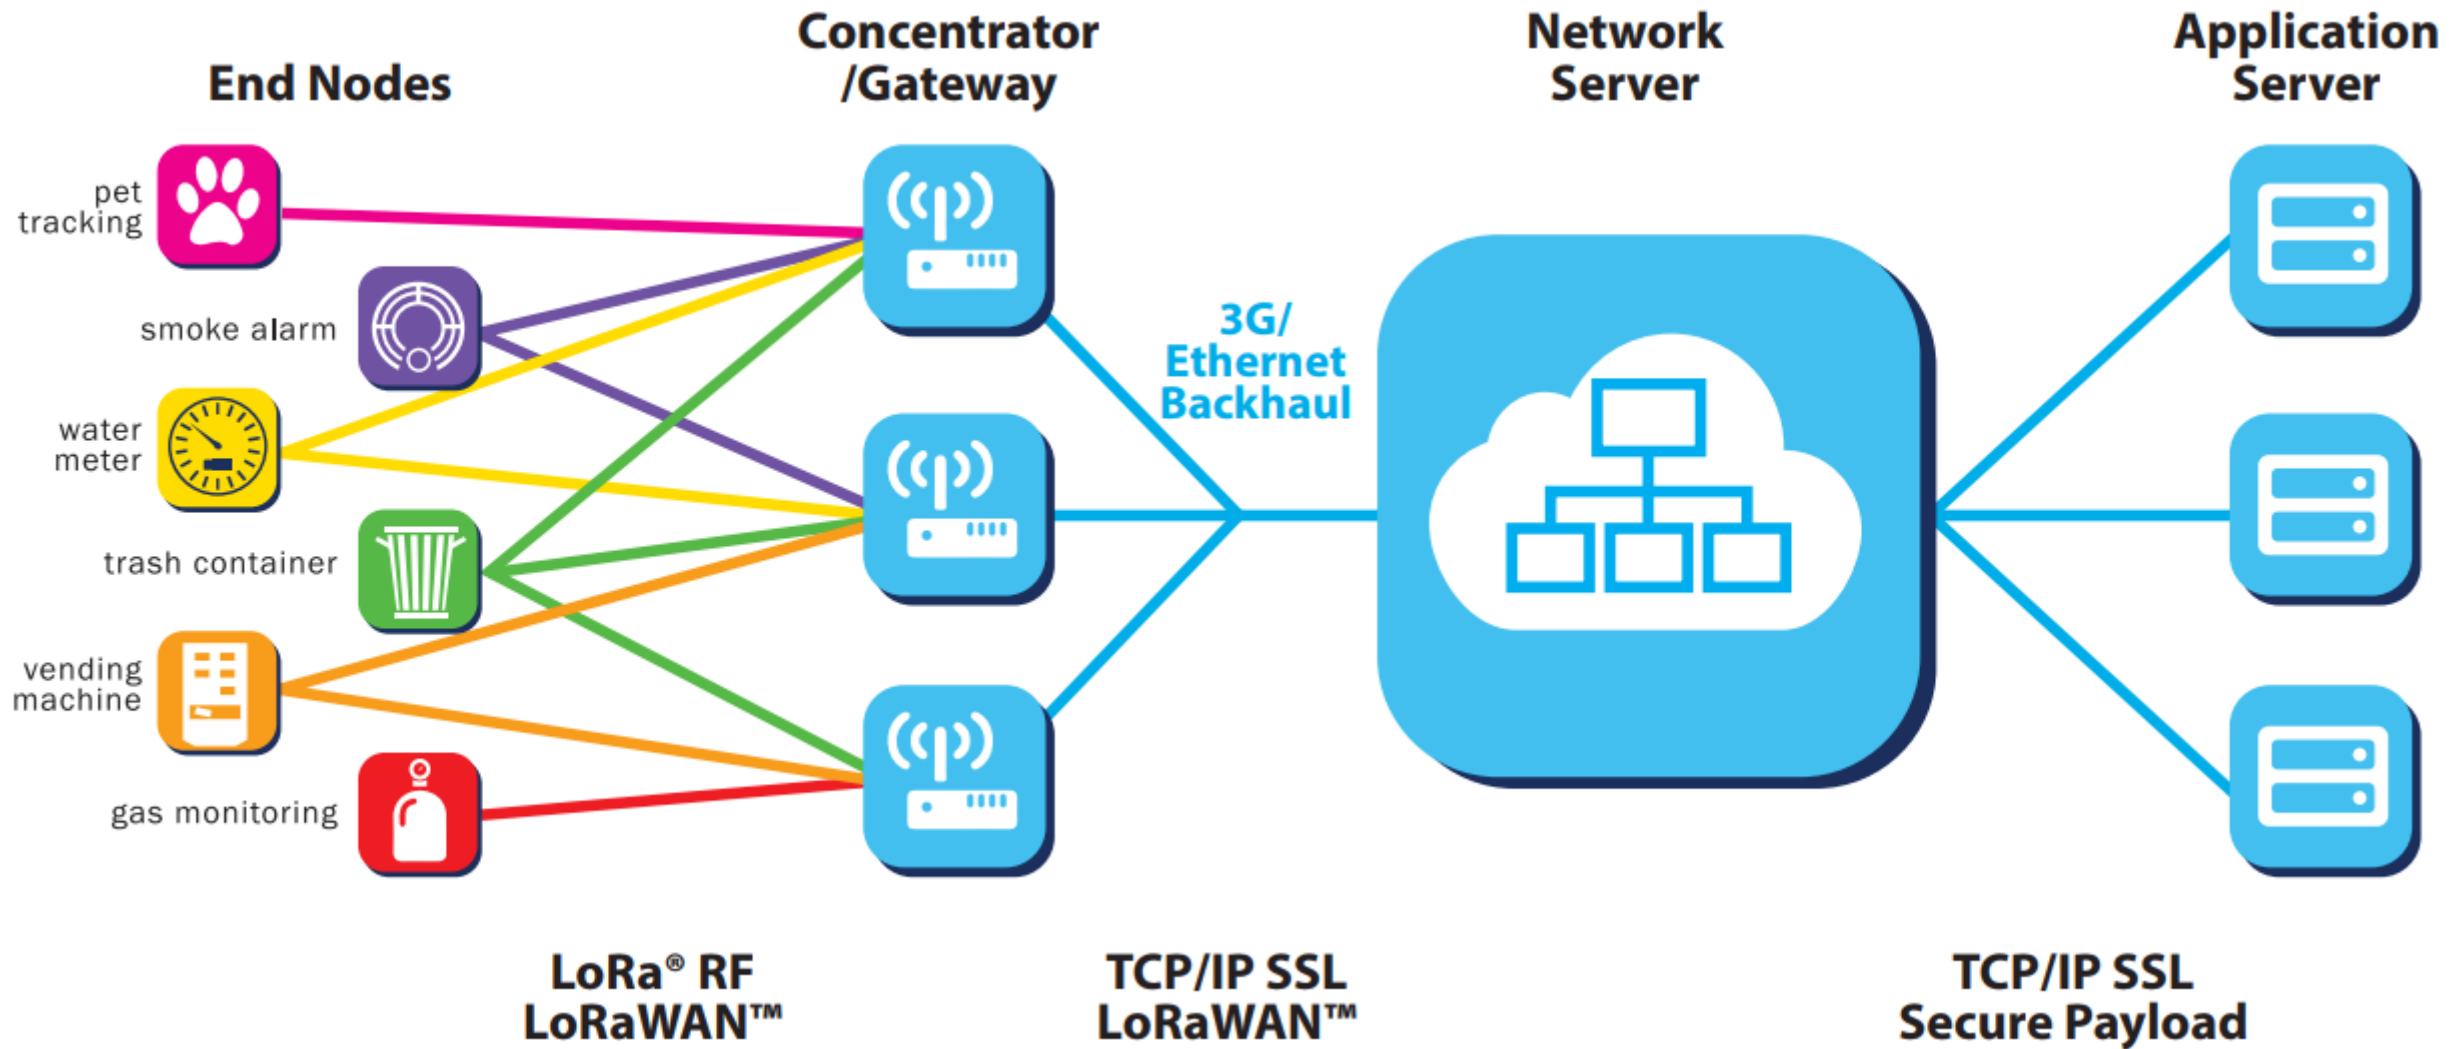 End Nodes
Concentrator
/Gateway
Network
Server
Application
Server
pet
tracking
smoke alarm
water
meter
trash container
vending
machine
gas monitoring
3G/
Ethernet
Backhaul
LoRa® RF
LoRaWAN™
TCP/IP SSL
LoRaWAN™
TCP/IP SSL
Secure Payload